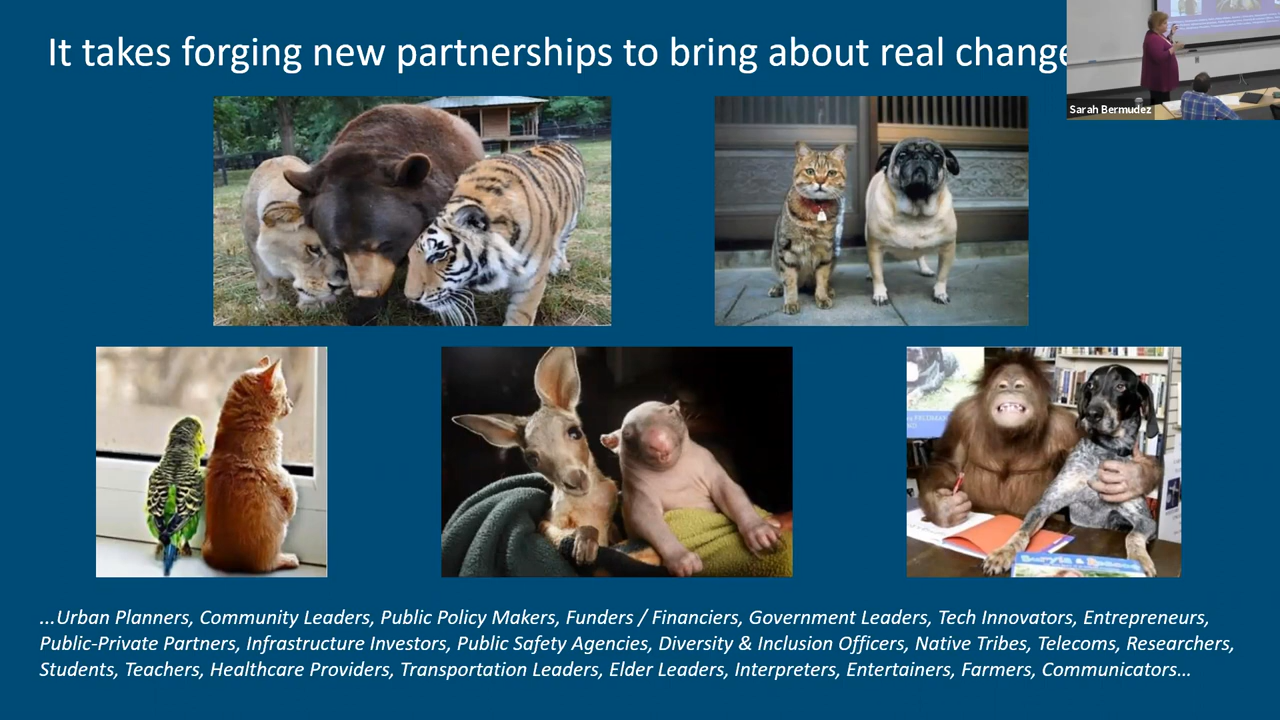 It takes forging new partnerships to bring about real change
Sarah Bermudez
...Urban Planners, Community Leaders, Public Policy Makers, Funders / Financiers, Government Leaders, Tech Innovators, Entrepreneurs,
Public-Private Partners, Infrastructure Investors, Public Safety Agencies, Diversity & Inclusion Officers, Native Tribes, Telecoms, Researchers,
Students, Teachers, Healthcare Providers, Transportation Leaders, Elder Leaders, Interpreters, Entertainers, Farmers, Communicators...